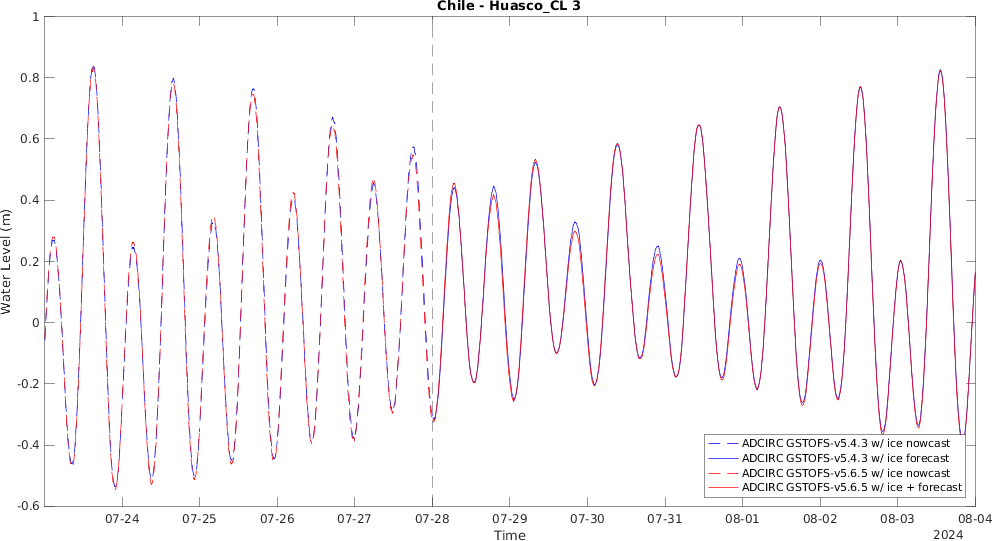 Chile - Huasco_CL 3
Water Level (m)
1
0.8
0.6
0.4
0.2
0
-0.2
-0.4
-0.6
ADCIRC GSTOFS-v5.4.3 w/ ice nowcast
ADCIRC GSTOFS-v5.4.3 w/ ice forecast
ADCIRC GSTOFS-v5.6.5 w/ ice nowcast
ADCIRC GSTOFS-v5.6.5 w/ ice + forecast
07-24 07-25 07-26 07-27 07-28 07-29 07-30 07-31 08-01 08-02 08-03 08-04
Time
2024